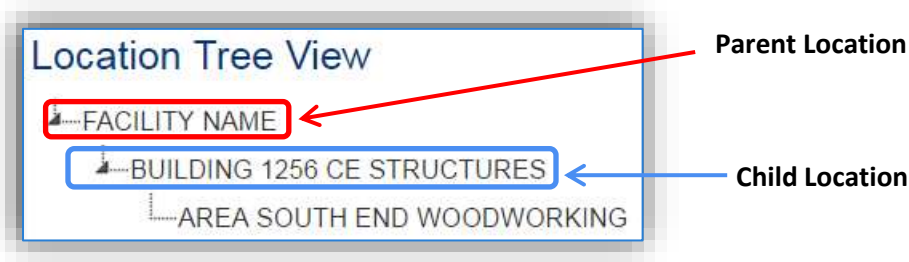 Location Tree View
Parent Location
FACILITY NAME
BUILDING 1256 CE STRUCTURES
Child Location
AREA SOUTH END WOODWORKING